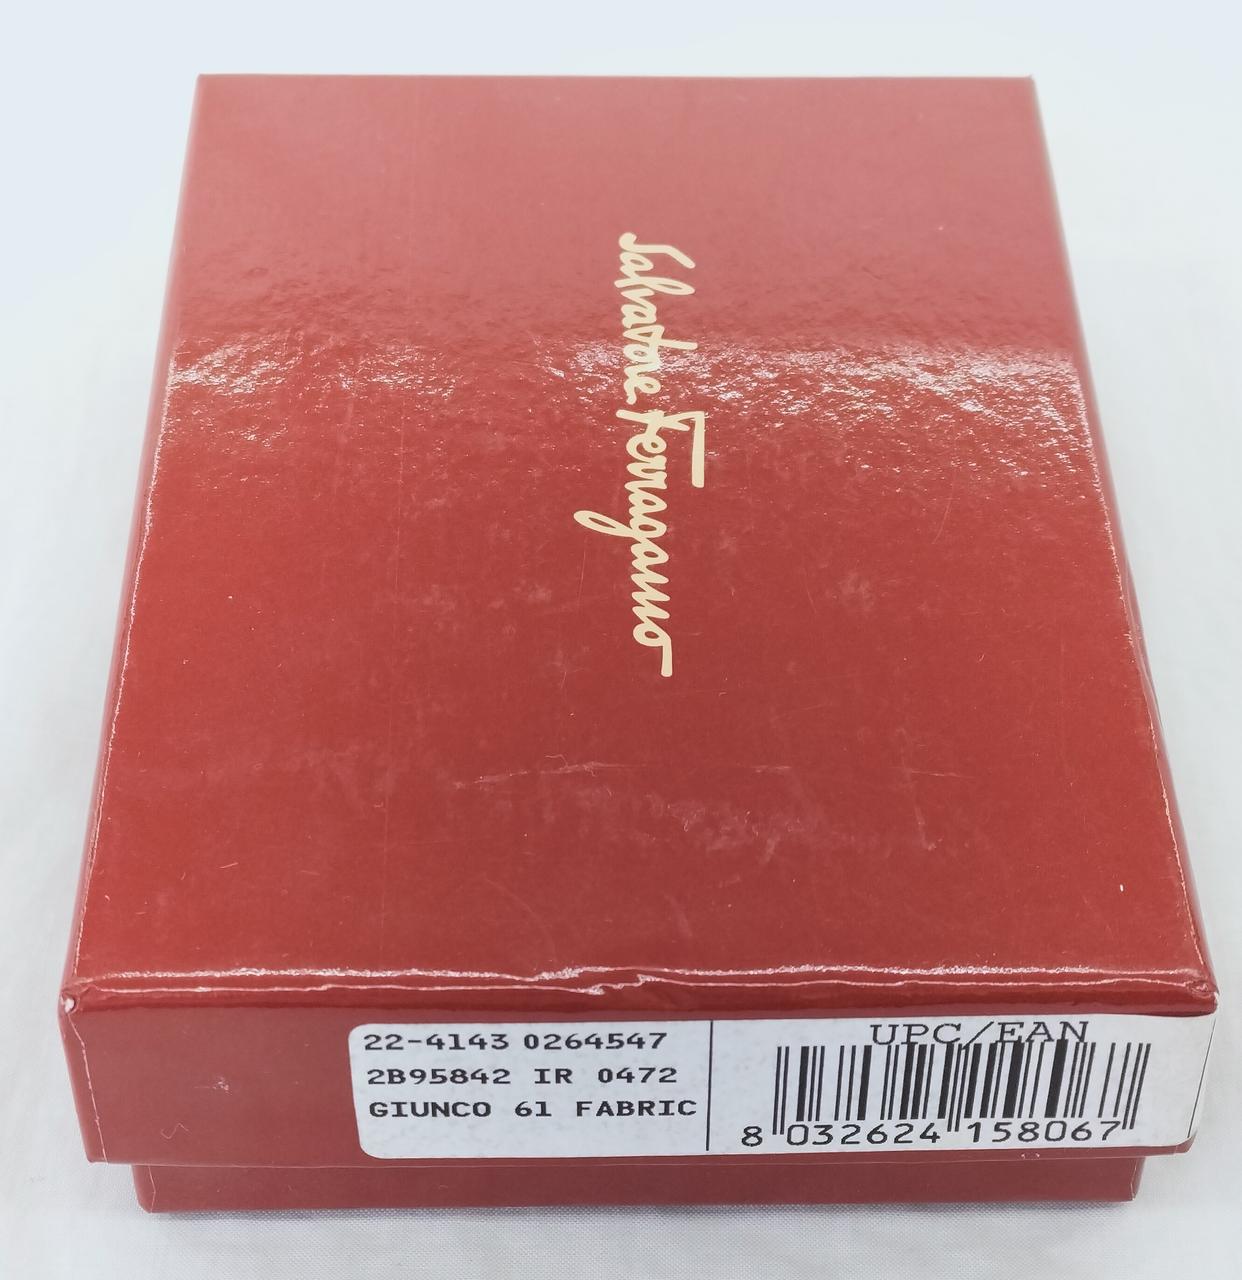 Salvatore Ferragamo
22-4143 0264547
2B95842 IR 0472
GIUNCO 61 FABRIC
UPC/EAN
8 032624 158067